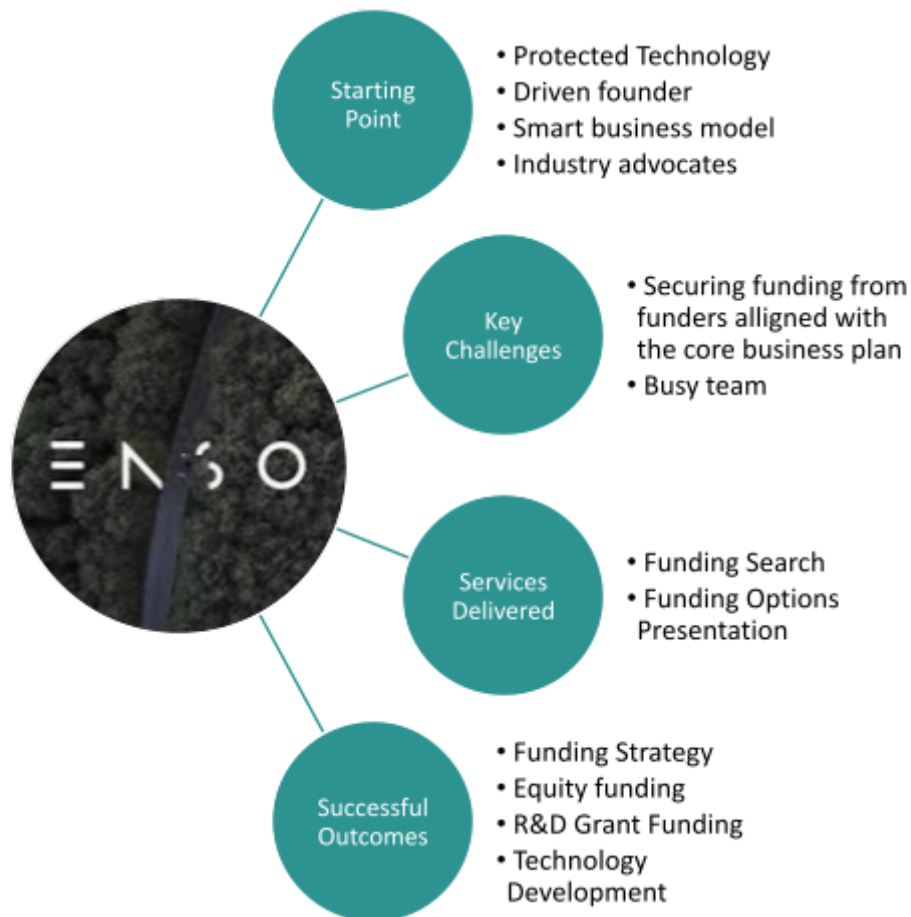 Starting
Point
• Protected Technology
• Driven founder
• Smart business model
• Industry advocates
Key
Challenges
• Securing funding from
funders alligned with
the core business plan
• Busy team
ENSO
Services
Delivered
• Funding Search
• Funding Options
Presentation
Successful
Outcomes
• Funding Strategy
• Equity funding
• R&D Grant Funding
• Technology
Development